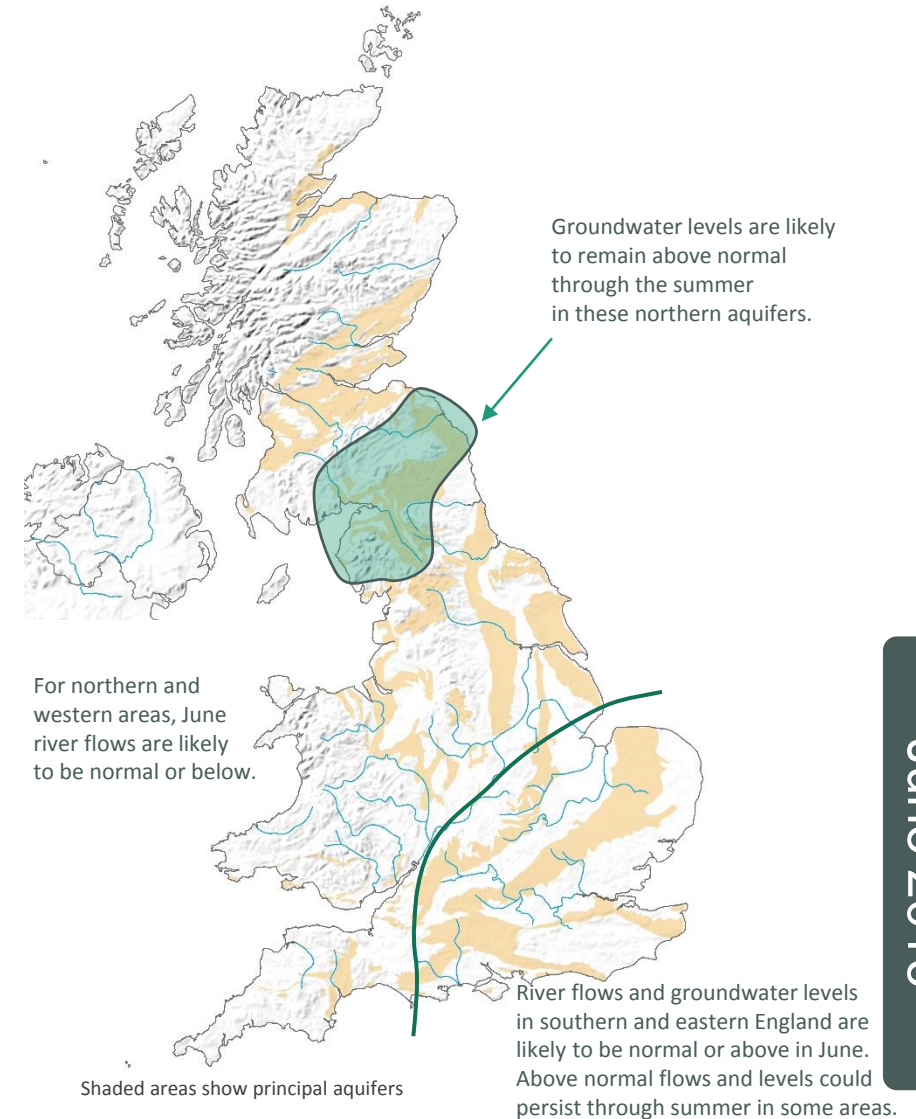 Groundwater levels are likely
to remain above normal
through the summer
in these northern aquifers.
For northern and
western areas, June
river flows are likely
to be normal or below.
River flows and groundwater levels
in southern and eastern England are
likely to be normal or above in June.
Above normal flows and levels could
persist through summer in some areas.
Shaded areas show principal aquifers